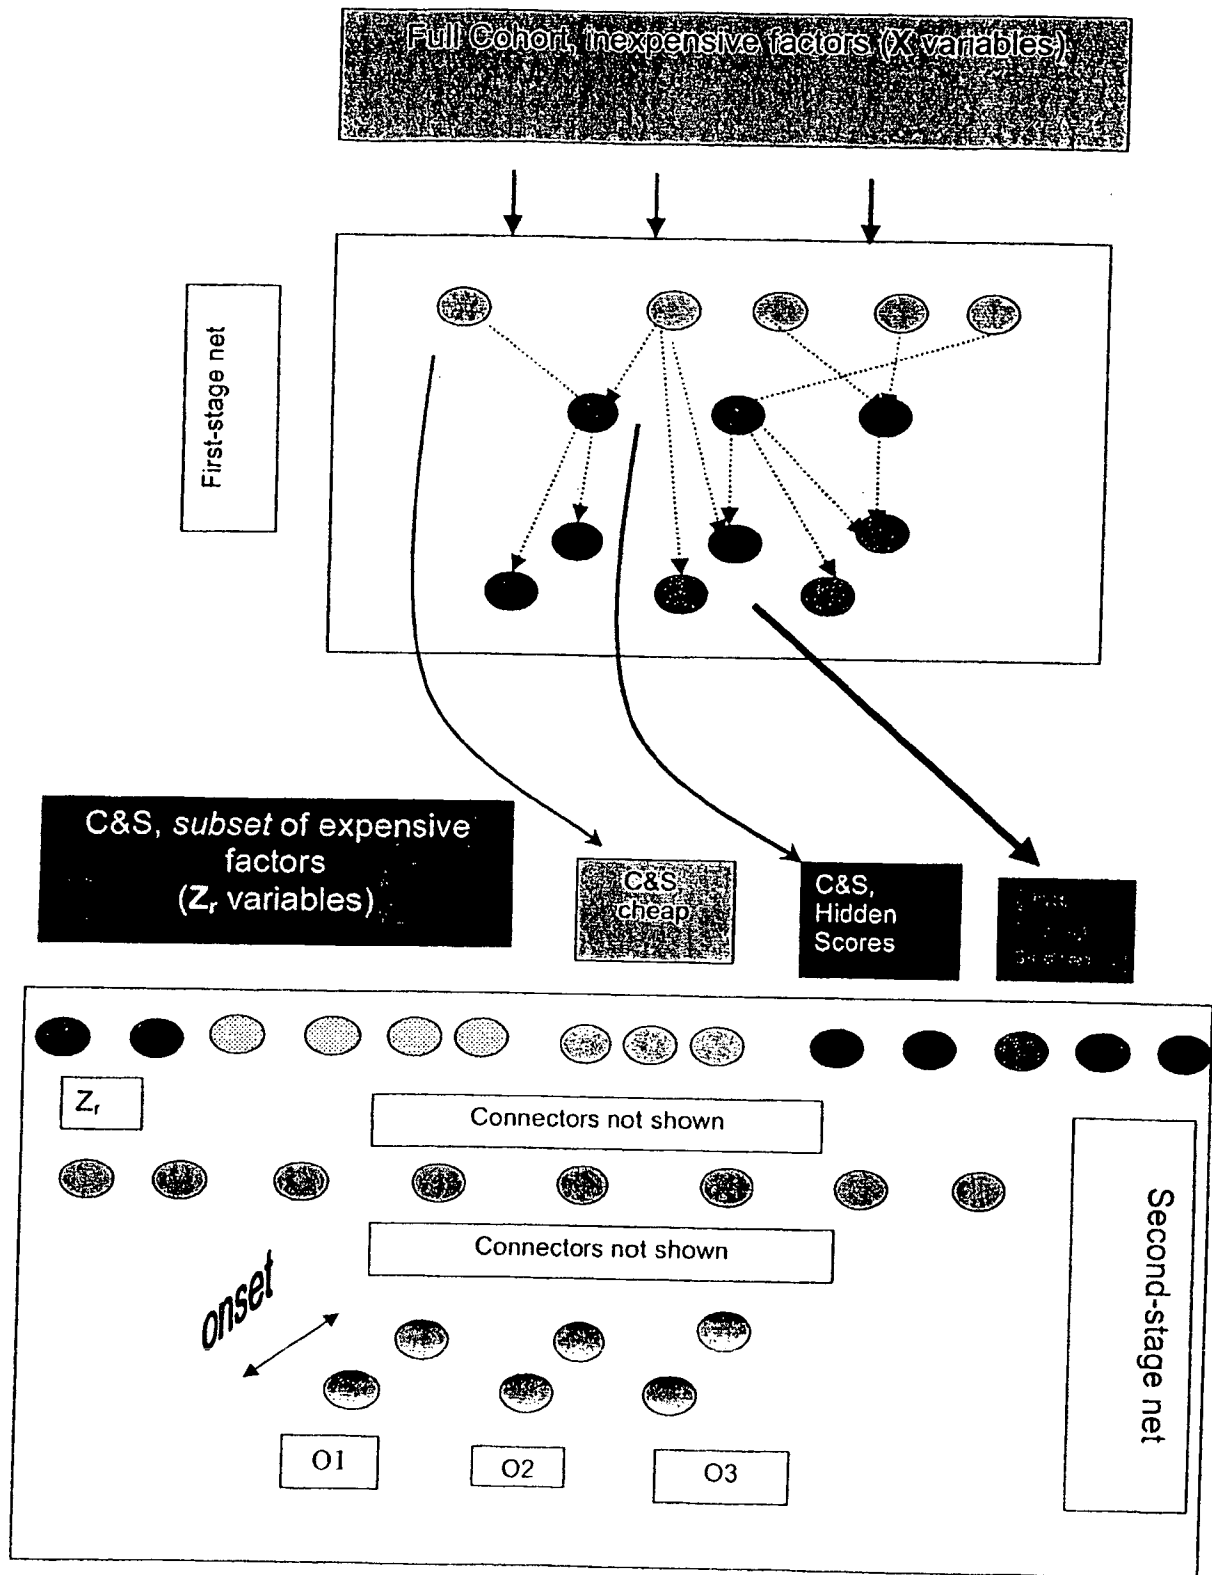 Full Cohort, inexpensive factors (X variables)
First-stage net
C&S, subset of expensive
factors
(Zr variables)
C&S
cheap
C&S,
Hidden
Scores
Zr
Connectors not shown
Connectors not shown
onset
Second-stage net
O1
O2
O3